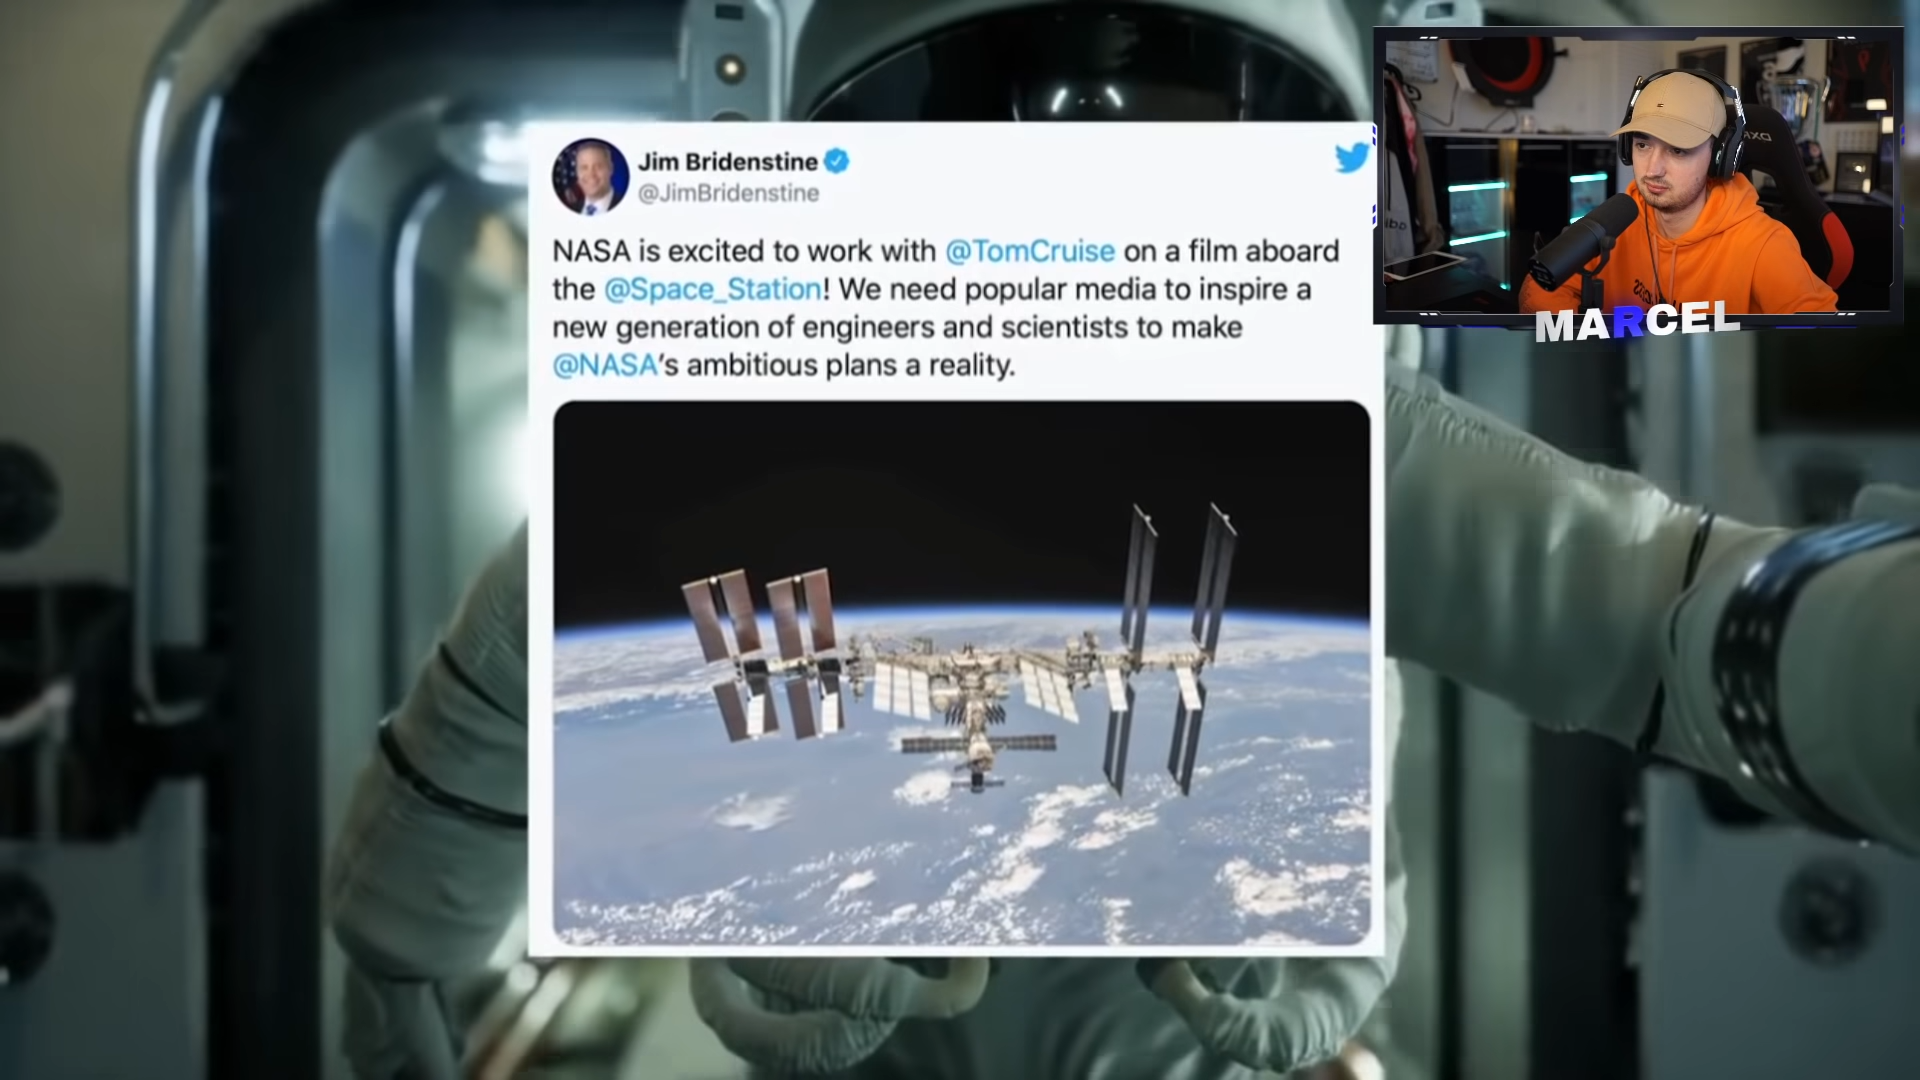 Jim Bridenstine
@JimBridenstine
NASA is excited to work with @TomCruise on a film aboard
the @Space_Station! We need popular media to inspire a
new generation of engineers and scientists to make
@NASA's ambitious plans a reality.
MARCEL